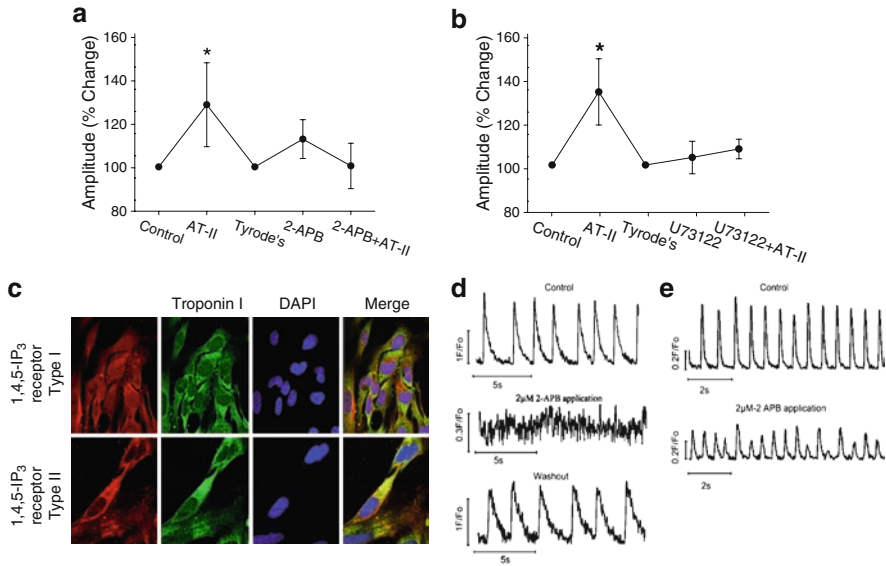 a
Amplitude (% Change)
160
140
120
100
80
*
Control
AT-II
Tyrode's
2-APB
2-APB+AT-II
b
Amplitude (% Change)
160
140
120
100
80
*
Control
AT-II
Tyrode's
U73122
U73122+AT-II
c
Troponin I
DAPI
Merge
1,4,5-IP3
receptor
Type I
1,4,5-IP3
receptor
Type II
d
Control
1F/Fo
5s
2μM 2-APB application
0.3F/Fo
5s
Washout
1F/Fo
5s
e
Control
0.2F/Fo
2s
2μM-2 APB application
0.2F/Fo
2s